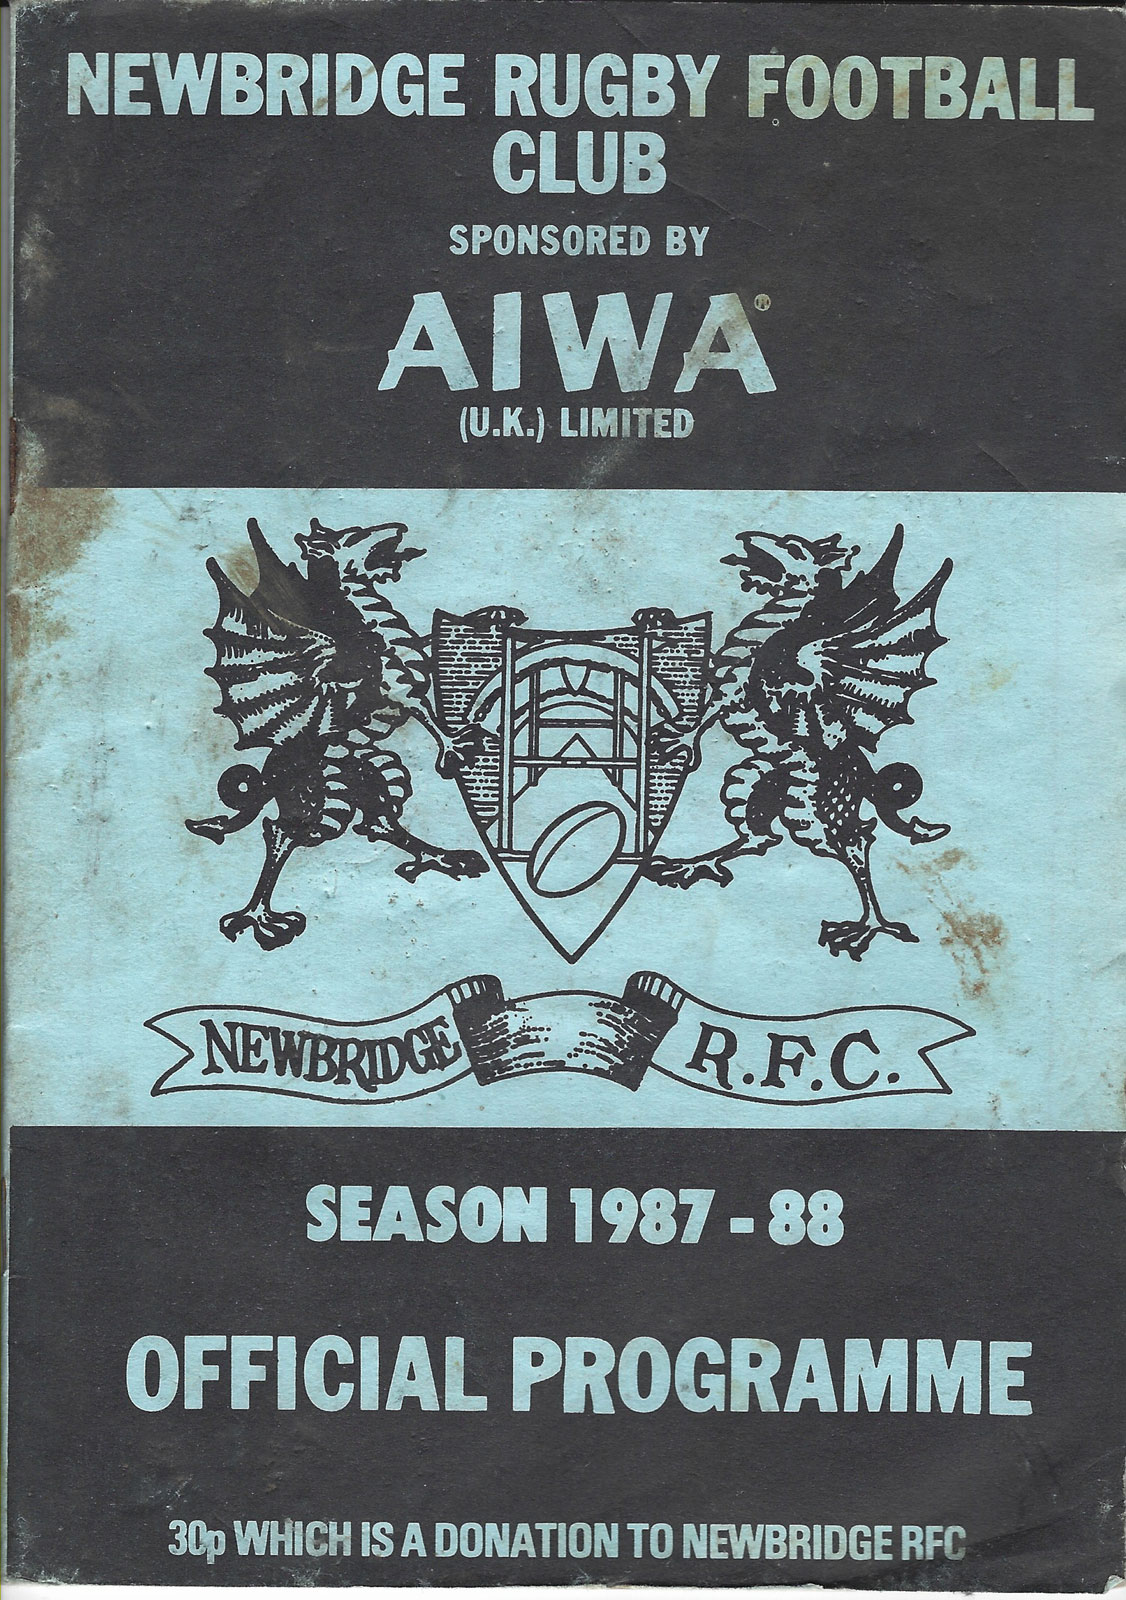 NEWBRIDGE RUGBY FOOTBALL
CLUB
SPONSORED BY
AIWA®
(U.K.) LIMITED
NEWBRIDGE R.F.C.
SEASON 1987 - 88
OFFICIAL PROGRAMME
30p WHICH IS A DONATION TO NEWBRIDGE RFC